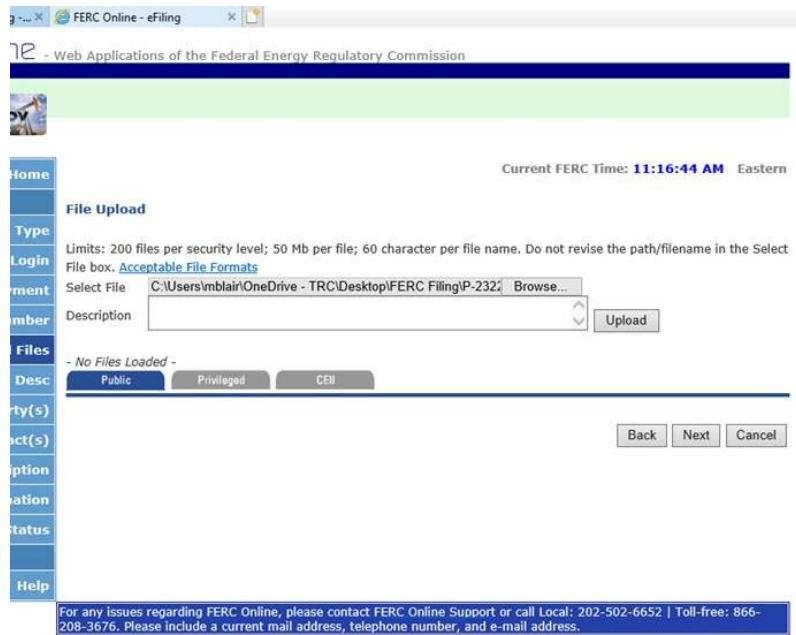 FERC Online - eFiling
- Web Applications of the Federal Energy Regulatory Commission
Current FERC Time: 11:16:44 AM Eastern
Home
File Upload
Type
Limits: 200 files per security level; 50 Mb per file; 60 character per file name. Do not revise the path/filename in the Select
Login
File box. Acceptable File Formats
Select File C:\Users\mblair\OneDrive - TRC\Desktop\FERC Filing\P-2322 Browse...
Description
Upload
Files
- No Files Loaded -
Desc
Public Privileged CEII
Back Next Cancel
Help
For any issues regarding FERC Online, please contact FERC Online Support or call Local: 202-502-6652 | Toll-free: 866-
208-3676. Please include a current mail address, telephone number, and e-mail address.